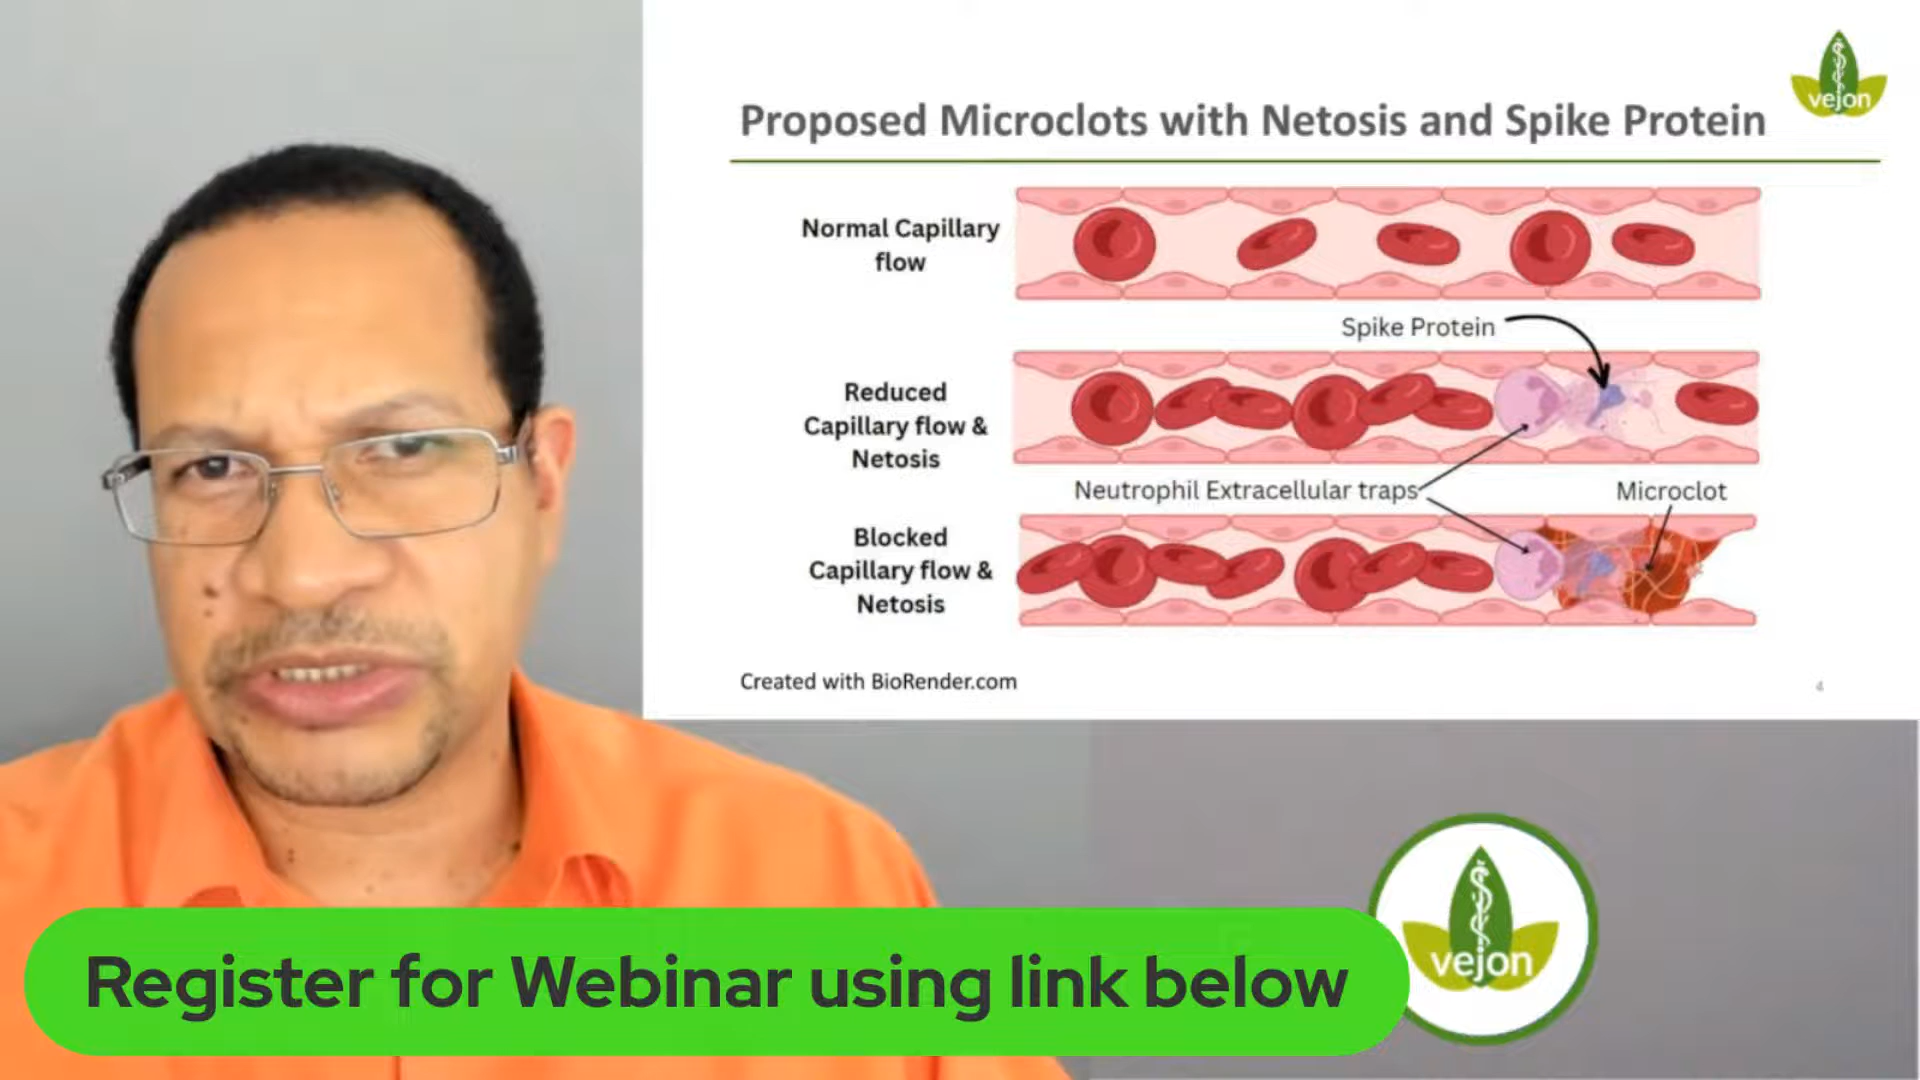 vejon
Proposed Microclots with Netosis and Spike Protein
Normal Capillary
flow
Spike Protein
Reduced
Capillary flow &
Netosis
Neutrophil Extracellular traps
Microclot
Blocked
Capillary flow &
Netosis
Created with BioRender.com
4
Register for Webinar using link below
vejon